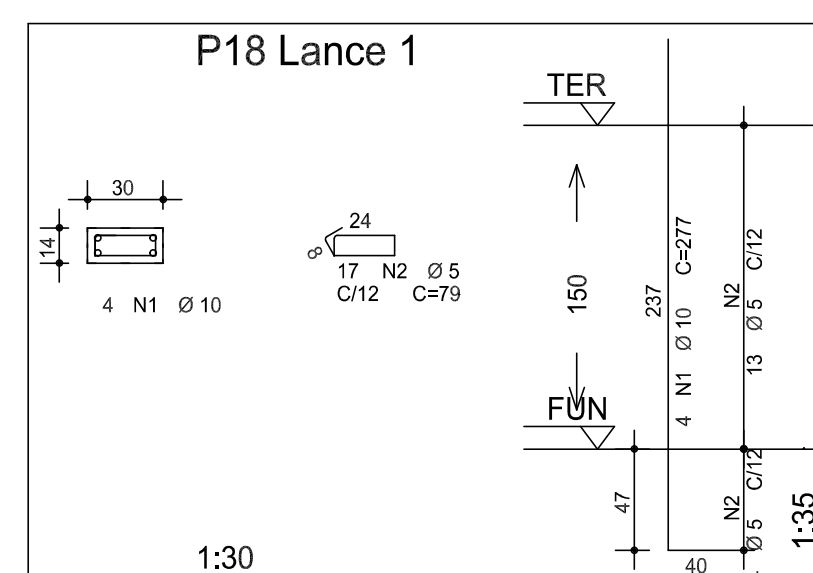 P18 Lance 1
TER
30
14
4 N1 Ø 10
24
8
17 N2 Ø 5
C/12 C=79
150
237
4 N1 Ø 10 C=277
13 N2 Ø 5 C/12
FUN
47
N2 Ø 5 C/12
40
1:30
1:35